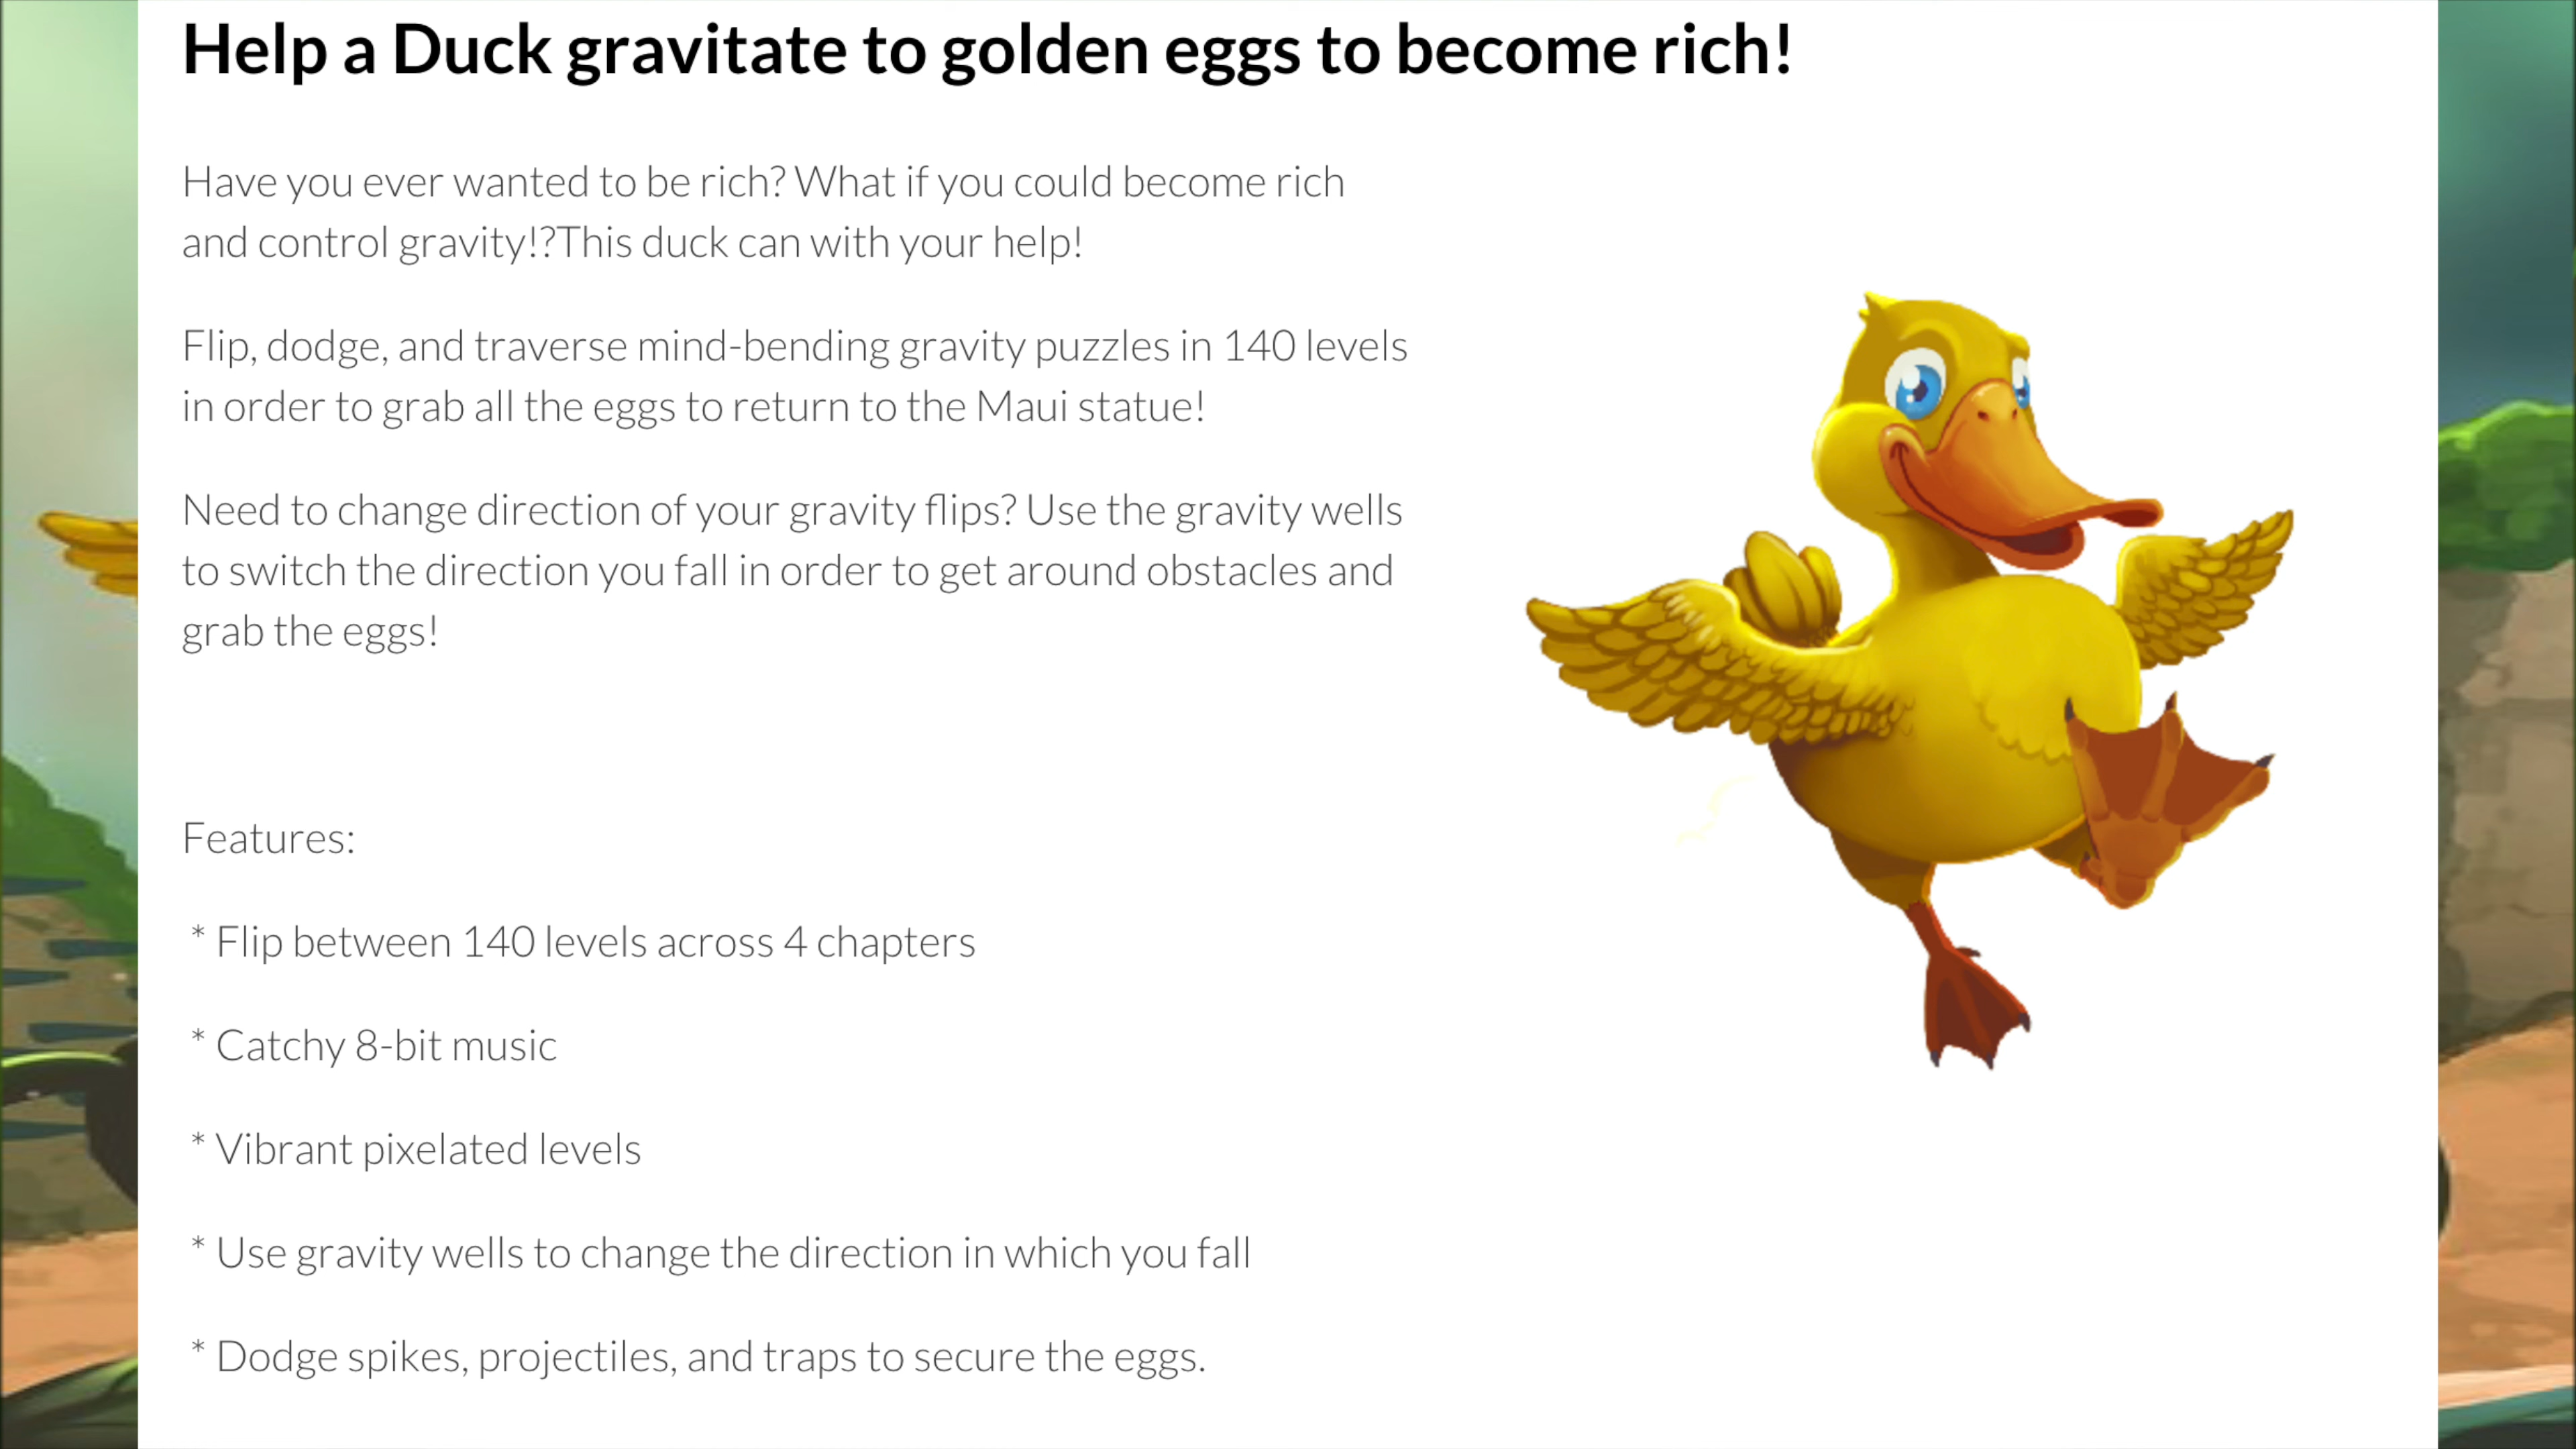 Help a Duck gravitate to golden eggs to become rich!
Have you ever wanted to be rich? What if you could become rich
and control gravity!?This duck can with your help!
Flip, dodge, and traverse mind-bending gravity puzzles in 140 levels
in order to grab all the eggs to return to the Maui statue!
Need to change direction of your gravity flips? Use the gravity wells
to switch the direction you fall in order to get around obstacles and
grab the eggs!
Features:
* Flip between 140 levels across 4 chapters
* Catchy 8-bit music
* Vibrant pixelated levels
* Use gravity wells to change the direction in which you fall
* Dodge spikes, projectiles, and traps to secure the eggs.